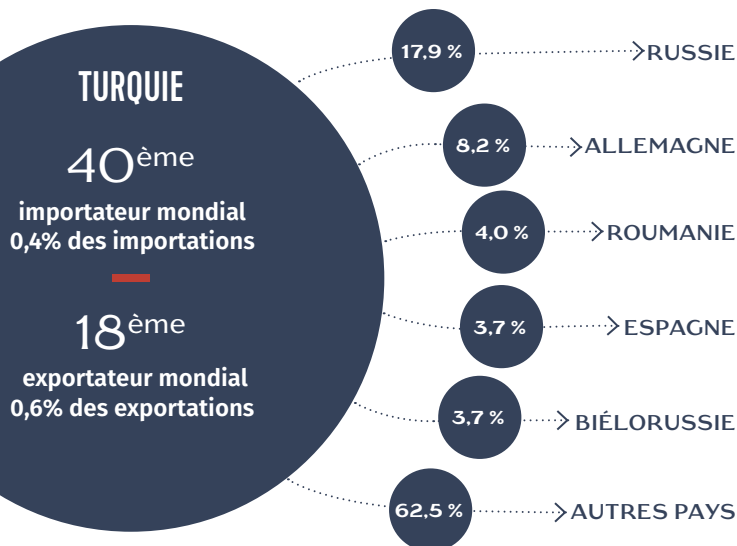 TURQUIE
40ème
importateur mondial
0,4% des importations
18ème
exportateur mondial
0,6% des exportations
17,9 %
RUSSIE
8,2 %
ALLEMAGNE
4,0 %
ROUMANIE
3,7 %
ESPAGNE
3,7 %
BIÉLORUSSIE
62,5 %
AUTRES PAYS